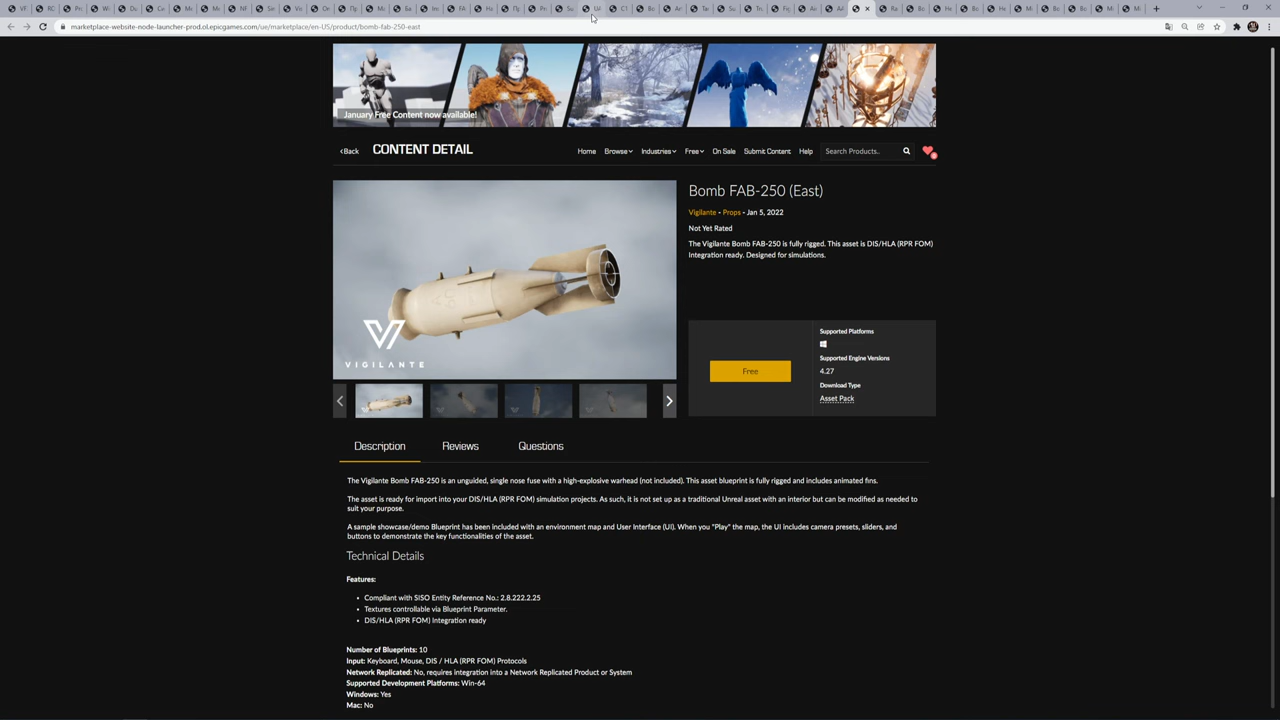 marketplace-website-node-launcher-prod.ol.epicgames.com/ue/marketplace/en-US/product/bomb-fab-250-east
January Free Content now available!
Back
CONTENT DETAIL
Home
Browse
Industries
Free
On Sale
Submit Content
Help
Search Products..
Bomb FAB-250 (East)
Vigilante - Props - Jan 5, 2022
Not Yet Rated
The Vigilante Bomb FAB-250 is fully rigged. This asset is DIS/HLA (RPR FOM)
Integration ready. Designed for simulations.
VIGILANTE
Free
Supported Platforms
Supported Engine Versions
4.27
Download Type
Asset Pack
Description
Reviews
Questions
The Vigilante Bomb FAB-250 is an unguided, single nose fuse with a high-explosive warhead (not included). This asset blueprint is fully rigged and includes animated fins.
The asset is ready for import into your DIS/HLA (RPR FOM) simulation projects. As such, it is not set up as a traditional Unreal asset with an interior but can be modified as needed to
suit your purpose.
A sample showcase/demo Blueprint has been included with an environment map and User Interface (UI). When you "Play" the map, the UI includes camera presets, sliders, and
buttons to demonstrate the key functionalities of the asset.
Technical Details
Features:
• Compliant with SISO Entity Reference No.: 2.8.222.2.25
• Textures controllable via Blueprint Parameter.
• DIS/HLA (RPR FOM) Integration ready
Number of Blueprints: 10
Input: Keyboard, Mouse, DIS / HLA (RPR FOM) Protocols
Network Replicated: No, requires integration into a Network Replicated Product or System
Supported Development Platforms: Win-64
Windows: Yes
Mac: No